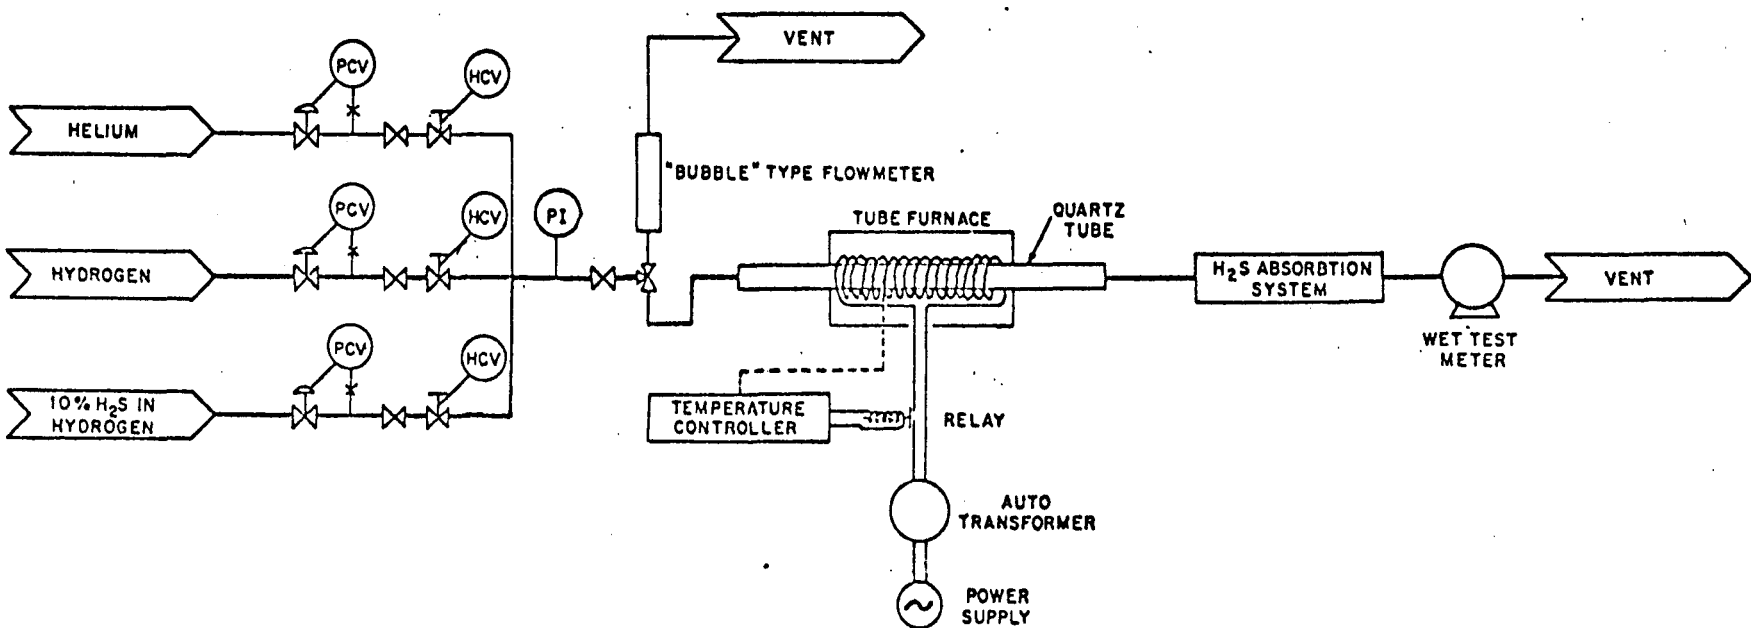 VENT
PCV
HCV
HELIUM
"BUBBLE" TYPE FLOWMETER
PCV
HCV
PI
TUBE FURNACE
QUARTZ
TUBE
HYDROGEN
H2S ABSORBTION
SYSTEM
VENT
WET TEST
METER
PCV
HCV
10% H2S IN
HYDROGEN
TEMPERATURE
CONTROLLER
RELAY
AUTO
TRANSFORMER
POWER
SUPPLY